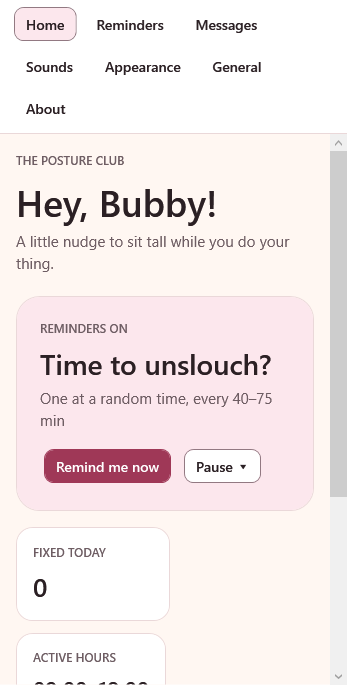 Home Reminders Messages
Sounds Appearance General
About
THE POSTURE CLUB
Hey, Bubby!
A little nudge to sit tall while you do your
thing.
REMINDERS ON
Time to unslouch?
One at a random time, every 40–75
min
Remind me now Pause
FIXED TODAY
0
ACTIVE HOURS